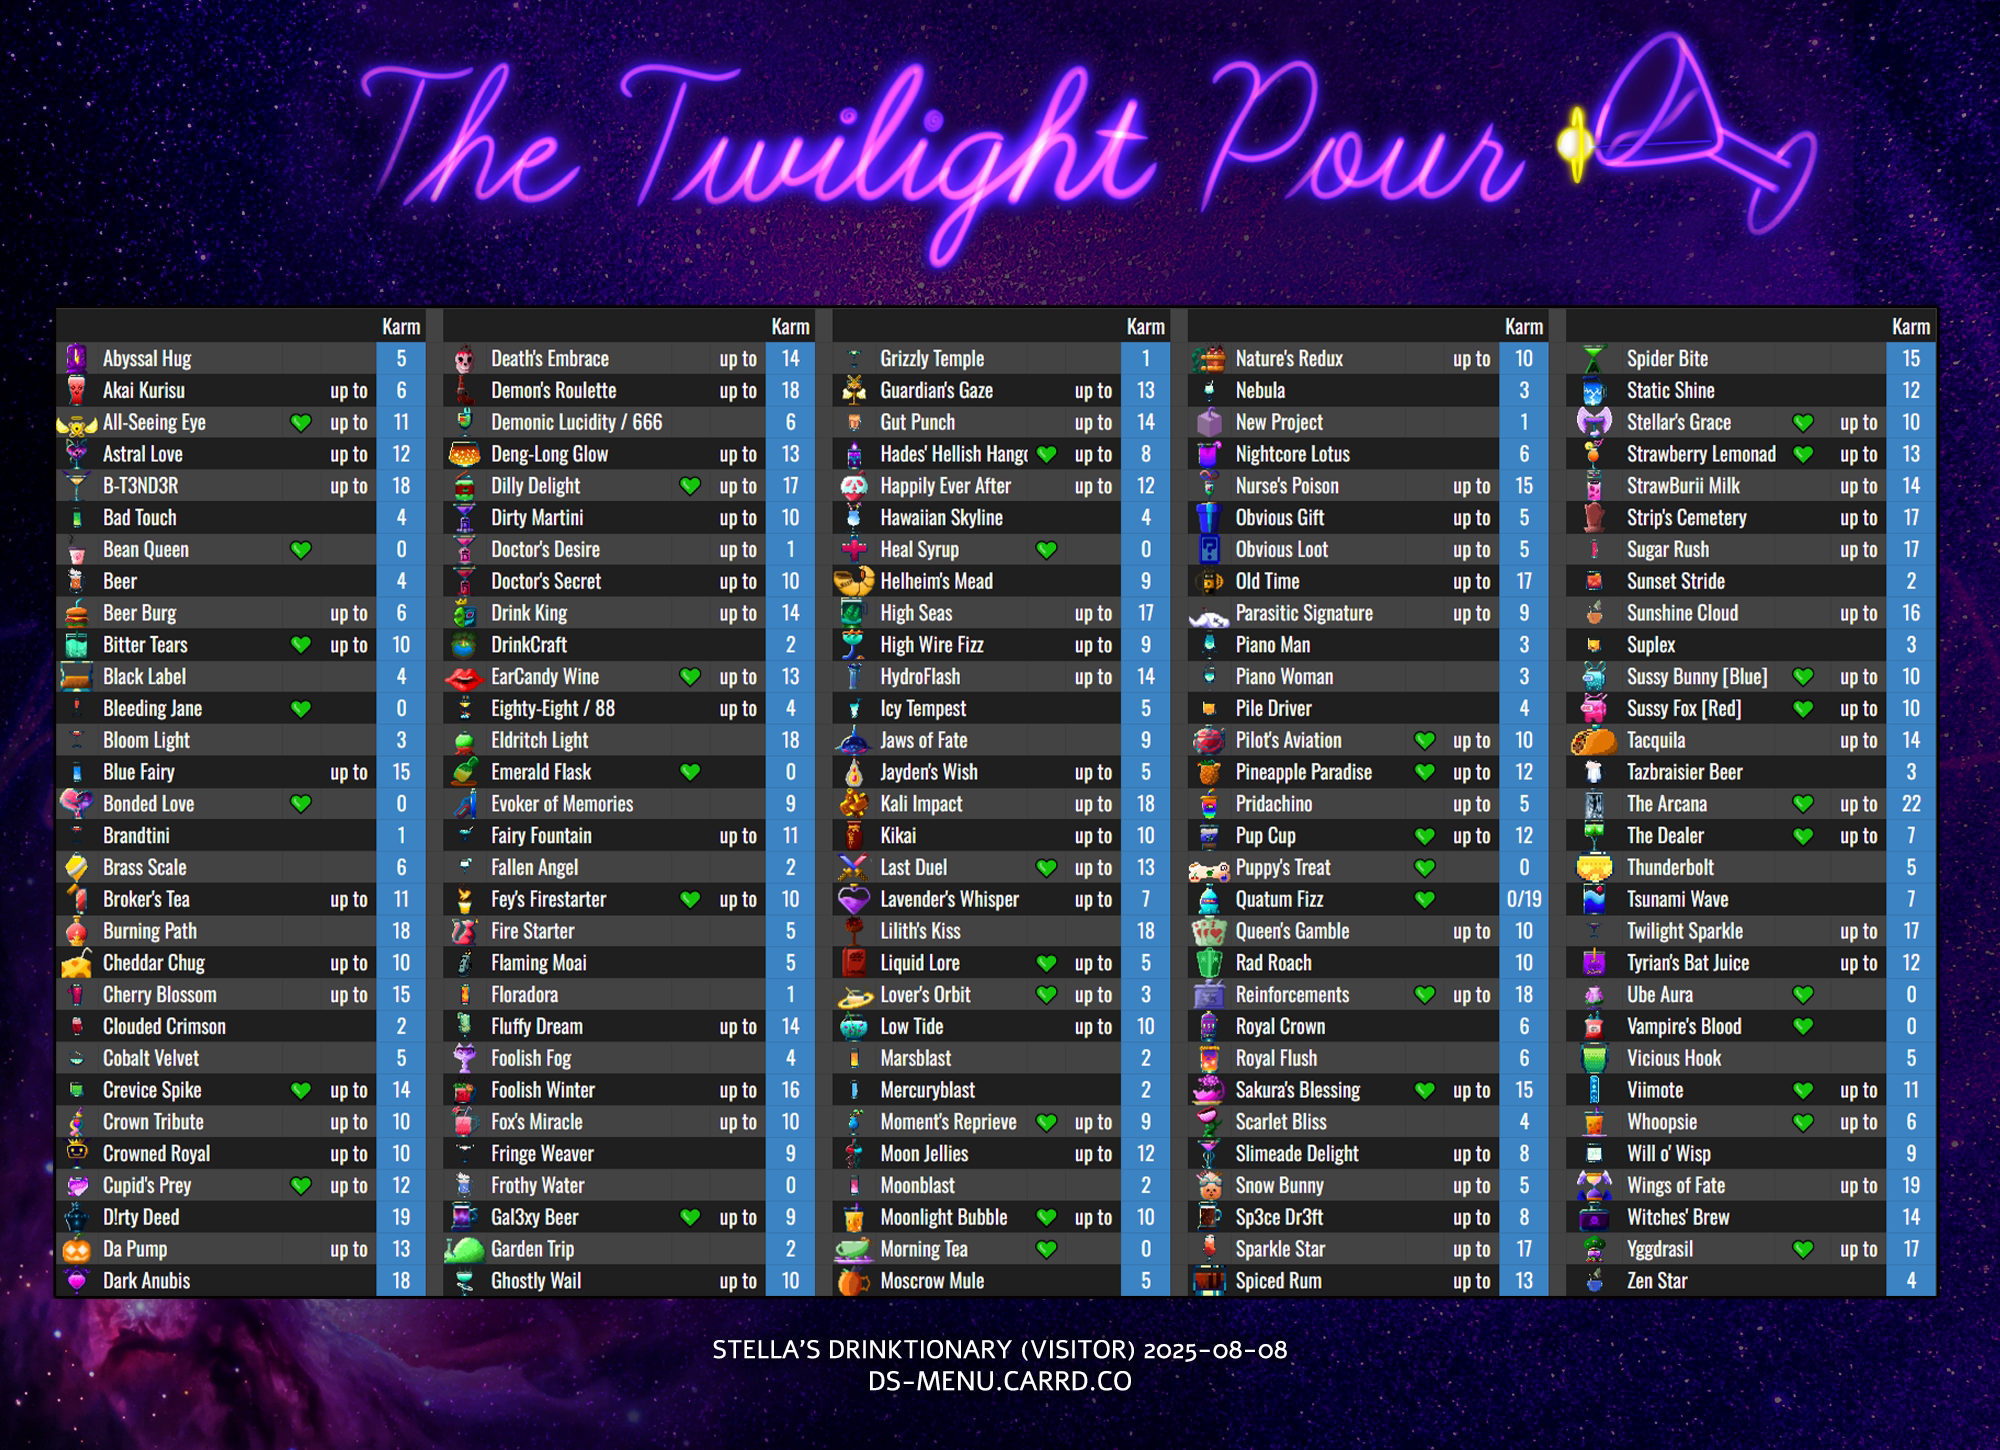 The Twilight Pour
Karm
Abyssal Hug 5
Akai Kurisu up to 6
All-Seeing Eye up to 11
Astral Love up to 12
B-T3ND3R up to 18
Bad Touch 4
Bean Queen 0
Beer 4
Beer Burg up to 6
Bitter Tears up to 10
Black Label 4
Bleeding Jane 0
Bloom Light 3
Blue Fairy up to 15
Bonded Love 0
Brandtini 1
Brass Scale 6
Broker's Tea up to 11
Burning Path 18
Cheddar Chug up to 10
Cherry Blossom up to 15
Clouded Crimson 2
Cobalt Velvet 5
Crevice Spike up to 14
Crown Tribute up to 10
Crowned Royal up to 10
Cupid's Prey up to 12
D!rty Deed 19
Da Pump up to 13
Dark Anubis 18
Karm
Death's Embrace up to 14
Demon's Roulette up to 18
Demonic Lucidity / 666 6
Deng-Long Glow up to 13
Dilly Delight up to 17
Dirty Martini up to 10
Doctor's Desire up to 1
Doctor's Secret up to 10
Drink King up to 14
DrinkCraft 2
EarCandy Wine up to 13
Eighty-Eight / 88 up to 4
Eldritch Light 18
Emerald Flask 0
Evoker of Memories 9
Fairy Fountain up to 11
Fallen Angel 2
Fey's Firestarter up to 10
Fire Starter 5
Flaming Moai 5
Floradora 1
Fluffy Dream up to 14
Foolish Fog 4
Foolish Winter up to 16
Fox's Miracle up to 10
Fringe Weaver 9
Frothy Water 0
Gal3xy Beer up to 9
Garden Trip 2
Ghostly Wail up to 10
Karm
Grizzly Temple 1
Guardian's Gaze up to 13
Gut Punch up to 14
Hades' Hellish Hango up to 8
Happily Ever After up to 12
Hawaiian Skyline 4
Heal Syrup 0
Helheim's Mead 9
High Seas up to 17
High Wire Fizz up to 9
HydroFlash up to 14
Icy Tempest 5
Jaws of Fate 9
Jayden's Wish up to 5
Kali Impact up to 18
Kikai up to 10
Last Duel up to 13
Lavender's Whisper up to 7
Lilith's Kiss 18
Liquid Lore up to 5
Lover's Orbit up to 3
Low Tide up to 10
Marsblast 2
Mercuryblast 2
Moment's Reprieve up to 9
Moon Jellies up to 12
Moonblast 2
Moonlight Bubble up to 10
Morning Tea 0
Moscrow Mule 5
Karm
Nature's Redux up to 10
Nebula 3
New Project 1
Nightcore Lotus 6
Nurse's Poison up to 15
Obvious Gift up to 5
Obvious Loot up to 5
Old Time up to 17
Parasitic Signature up to 9
Piano Man 3
Piano Woman 3
Pile Driver 4
Pilot's Aviation up to 10
Pineapple Paradise up to 12
Pridachino up to 5
Pup Cup up to 12
Puppy's Treat 0
Quatum Fizz 0/19
Queen's Gamble up to 10
Rad Roach 10
Reinforcements up to 18
Royal Crown 6
Royal Flush 6
Sakura's Blessing up to 15
Scarlet Bliss 4
Slimeade Delight up to 8
Snow Bunny up to 5
Sp3ce Dr3ft up to 8
Sparkle Star up to 17
Spiced Rum up to 13
Karm
Spider Bite 15
Static Shine 12
Stellar's Grace up to 10
Strawberry Lemonad up to 13
StrawBurii Milk up to 14
Strip's Cemetery up to 17
Sugar Rush up to 17
Sunset Stride 2
Sunshine Cloud up to 16
Suplex 3
Sussy Bunny [Blue] up to 10
Sussy Fox [Red] up to 10
Tacquila up to 14
Tazbraisier Beer 3
The Arcana up to 22
The Dealer up to 7
Thunderbolt 5
Tsunami Wave 7
Twilight Sparkle up to 17
Tyrian's Bat Juice up to 12
Ube Aura 0
Vampire's Blood 0
Vicious Hook 5
Viimote up to 11
Whoopsie up to 6
Will o' Wisp 9
Wings of Fate up to 19
Witches' Brew 14
Yggdrasil up to 17
Zen Star 4
STELLA'S DRINKTIONARY (VISITOR) 2025-08-08
DS-MENU.CARRD.CO